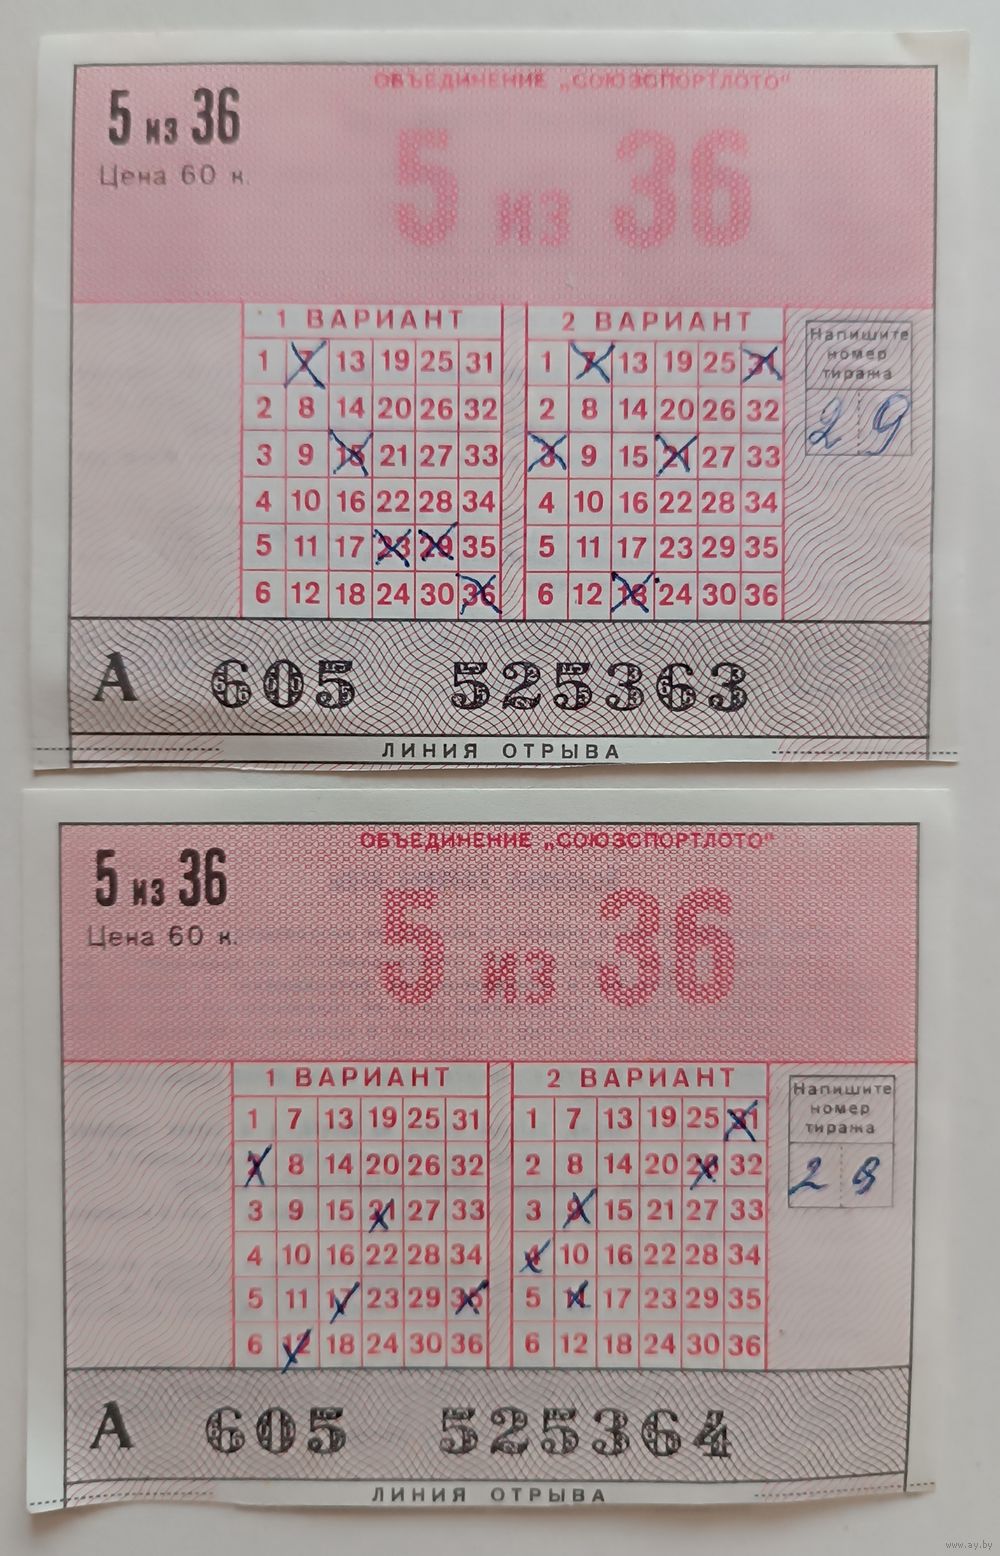 ОБЪЕДИНЕНИЕ „СОЮЗСПОРТЛОТО"
5 из 36
Цена 60 к.
5 из 36
1 ВАРИАНТ
1 7 13 19 25 31
2 8 14 20 26 32
3 9 15 21 27 33
4 10 16 22 28 34
5 11 17 23 29 35
6 12 18 24 30 36
2 ВАРИАНТ
1 7 13 19 25 31
2 8 14 20 26 32
3 9 15 21 27 33
4 10 16 22 28 34
5 11 17 23 29 35
6 12 18 24 30 36
Напишите
номер
тиража
29
А 605 525363
ЛИНИЯ ОТРЫВА
ОБЪЕДИНЕНИЕ „СОЮЗСПОРТЛОТО"
5 из 36
Цена 60 к.
5 из 36
1 ВАРИАНТ
1 7 13 19 25 31
2 8 14 20 26 32
3 9 15 21 27 33
4 10 16 22 28 34
5 11 17 23 29 35
6 12 18 24 30 36
2 ВАРИАНТ
1 7 13 19 25 31
2 8 14 20 26 32
3 9 15 21 27 33
4 10 16 22 28 34
5 11 17 23 29 35
6 12 18 24 30 36
Напишите
номер
тиража
28
А 605 525364
ЛИНИЯ ОТРЫВА
www.ay.by